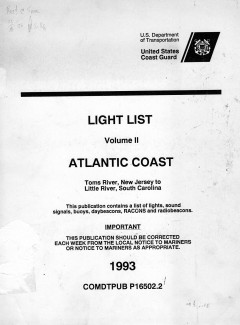 U.S. Department
of Transportation
United States
Coast Guard
LIGHT LIST
Volume II
ATLANTIC COAST
Toms River, New Jersey to
Little River, South Carolina
This publication contains a list of lights, sound
signals, buoys, daybeacons, RACONS and radiobeacons.
IMPORTANT
THIS PUBLICATION SHOULD BE CORRECTED
EACH WEEK FROM THE LOCAL NOTICE TO MARINERS
OR NOTICE TO MARINERS AS APPROPRIATE.
1993
COMDTPUB P16502.2